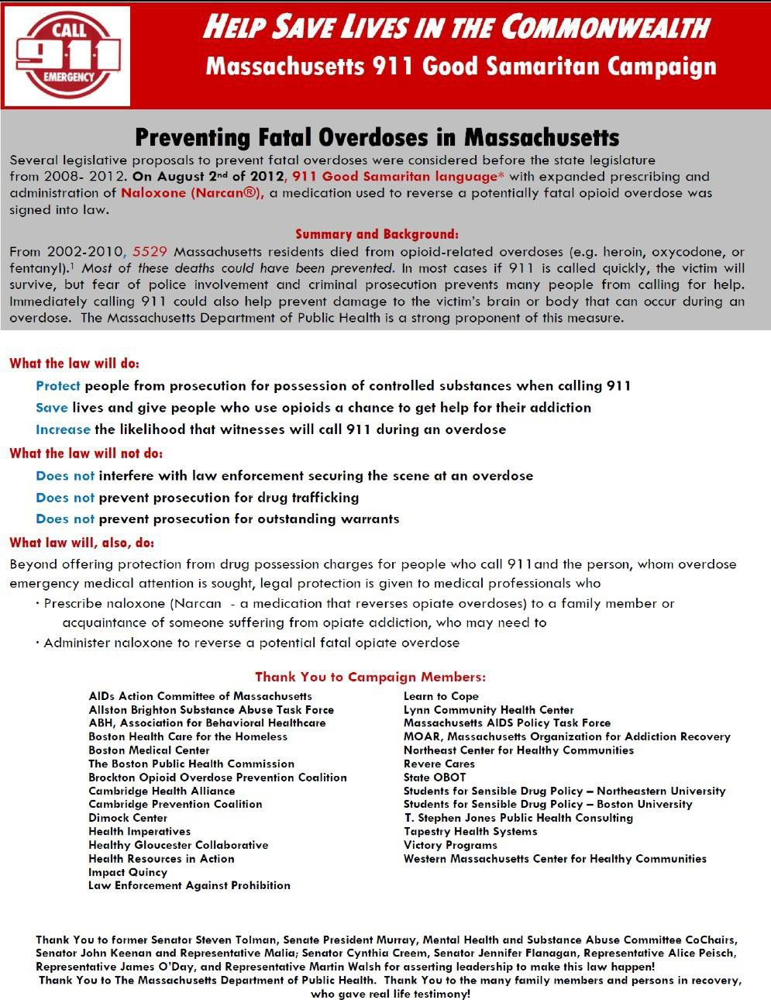 CALL
911
EMERGENCY
HELP SAVE LIVES IN THE COMMONWEALTH
Massachusetts 911 Good Samaritan Campaign
Preventing Fatal Overdoses in Massachusetts
Several legislative proposals to prevent fatal overdoses were considered before the state legislature
from 2008- 2012. On August 2nd of 2012, 911 Good Samaritan language* with expanded prescribing and
administration of Naloxone (Narcan®), a medication used to reverse a potentially fatal opioid overdose was
signed into law.
Summary and Background:
From 2002-2010, 5529 Massachusetts residents died from opioid-related overdoses (e.g. heroin, oxycodone, or
fentanyl).¹ Most of these deaths could have been prevented. In most cases if 911 is called quickly, the victim will
survive, but fear of police involvement and criminal prosecution prevents many people from calling for help.
Immediately calling 911 could also help prevent damage to the victim's brain or body that can occur during an
overdose. The Massachusetts Department of Public Health is a strong proponent of this measure.
What the law will do:
Protect people from prosecution for possession of controlled substances when calling 911
Save lives and give people who use opioids a chance to get help for their addiction
Increase the likelihood that witnesses will call 911 during an overdose
What the law will not do:
Does not interfere with law enforcement securing the scene at an overdose
Does not prevent prosecution for drug trafficking
Does not prevent prosecution for outstanding warrants
What law will, also, do:
Beyond offering protection from drug possession charges for people who call 911and the person, whom overdose
emergency medical attention is sought, legal protection is given to medical professionals who
· Prescribe naloxone (Narcan - a medication that reverses opiate overdoses) to a family member or
acquaintance of someone suffering from opiate addiction, who may need to
· Administer naloxone to reverse a potential fatal opiate overdose
Thank You to Campaign Members:
AIDs Action Committee of Massachusetts
Allston Brighton Substance Abuse Task Force
ABH, Association for Behavioral Healthcare
Boston Health Care for the Homeless
Boston Medical Center
The Boston Public Health Commission
Brockton Opioid Overdose Prevention Coalition
Cambridge Health Alliance
Cambridge Prevention Coalition
Dimock Center
Health Imperatives
Healthy Gloucester Collaborative
Health Resources in Action
Impact Quincy
Law Enforcement Against Prohibition
Learn to Cope
Lynn Community Health Center
Massachusetts AIDS Policy Task Force
MOAR, Massachusetts Organization for Addiction Recovery
Northeast Center for Healthy Communities
Revere Cares
State OBOT
Students for Sensible Drug Policy – Northeastern University
Students for Sensible Drug Policy – Boston University
T. Stephen Jones Public Health Consulting
Tapestry Health Systems
Victory Programs
Western Massachusetts Center for Healthy Communities
Thank You to former Senator Steven Tolman, Senate President Murray, Mental Health and Substance Abuse Committee CoChairs,
Senator John Keenan and Representative Malia; Senator Cynthia Creem, Senator Jennifer Flanagan, Representative Alice Peisch,
Representative James O'Day, and Representative Martin Walsh for asserting leadership to make this law happen!
Thank You to The Massachusetts Department of Public Health. Thank You to the many family members and persons in recovery,
who gave real life testimony!